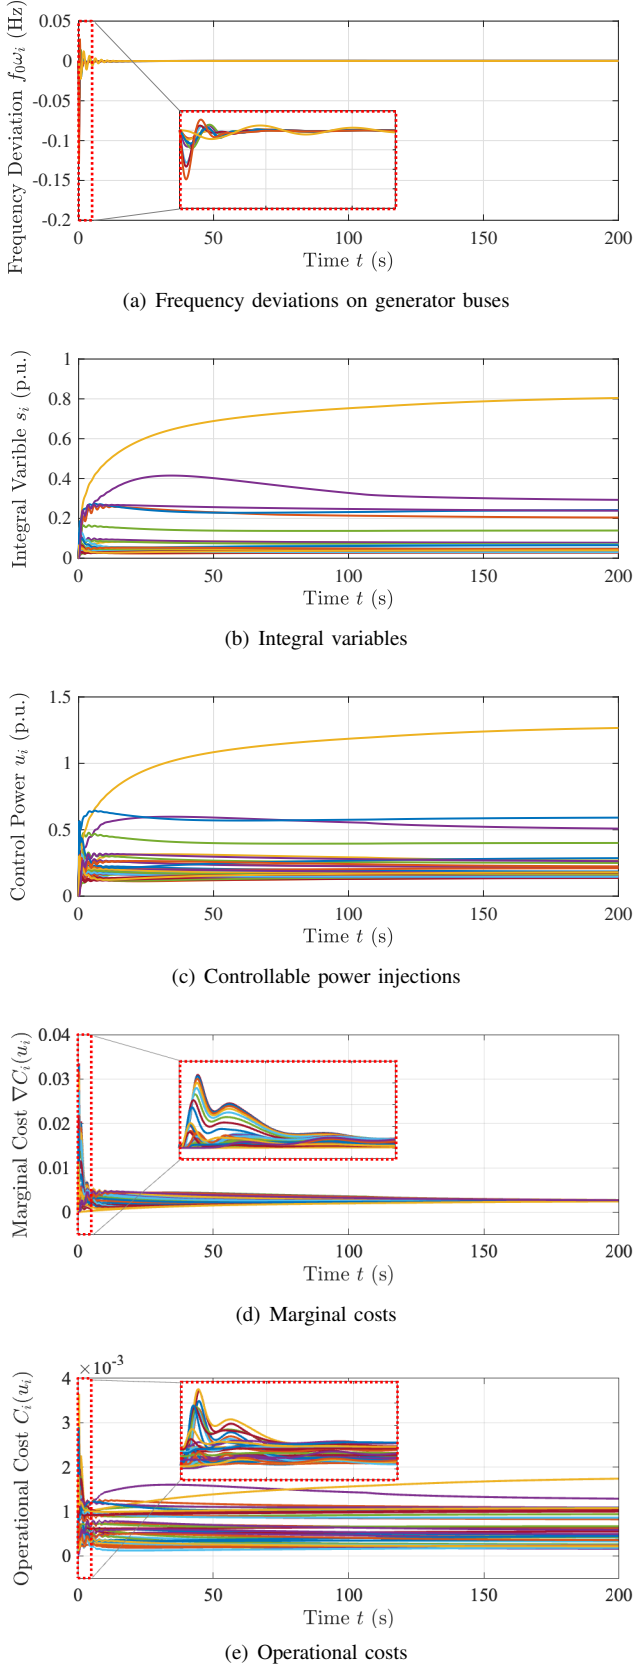 Frequency Deviation f₀ωᵢ (Hz)
0.05
0
-0.05
-0.1
-0.15
-0.2
0 50 100 150 200
Time t (s)
(a) Frequency deviations on generator buses
Integral Varible sᵢ (p.u.)
1
0.8
0.6
0.4
0.2
0
0 50 100 150 200
Time t (s)
(b) Integral variables
Control Power uᵢ (p.u.)
1.5
1
0.5
0
0 50 100 150 200
Time t (s)
(c) Controllable power injections
Marginal Cost ∇Cᵢ(uᵢ)
0.04
0.03
0.02
0.01
0
0 50 100 150 200
Time t (s)
(d) Marginal costs
Operational Cost Cᵢ(uᵢ)
×10⁻³
4
3
2
1
0
0 50 100 150 200
Time t (s)
(e) Operational costs